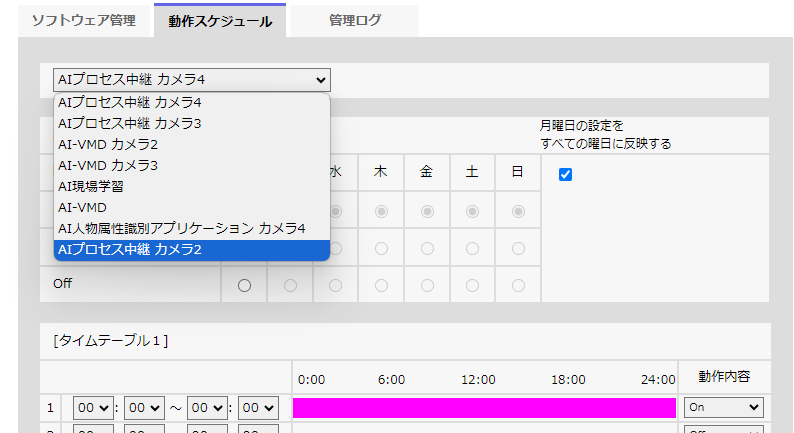 ソフトウェア管理 動作スケジュール 管理ログ
AIプロセス中継 カメラ4
AIプロセス中継 カメラ4
AIプロセス中継 カメラ3
AI-VMD カメラ2
AI-VMD カメラ3
AI現場学習
AI-VMD
AI人物属性識別アプリケーション カメラ4
AIプロセス中継 カメラ2
月曜日の設定を
すべての曜日に反映する
水 木 金 土 日
Off
[タイムテーブル１]
0:00 6:00 12:00 18:00 24:00 動作内容
1 00 : 00 ～ 00 : 00 On